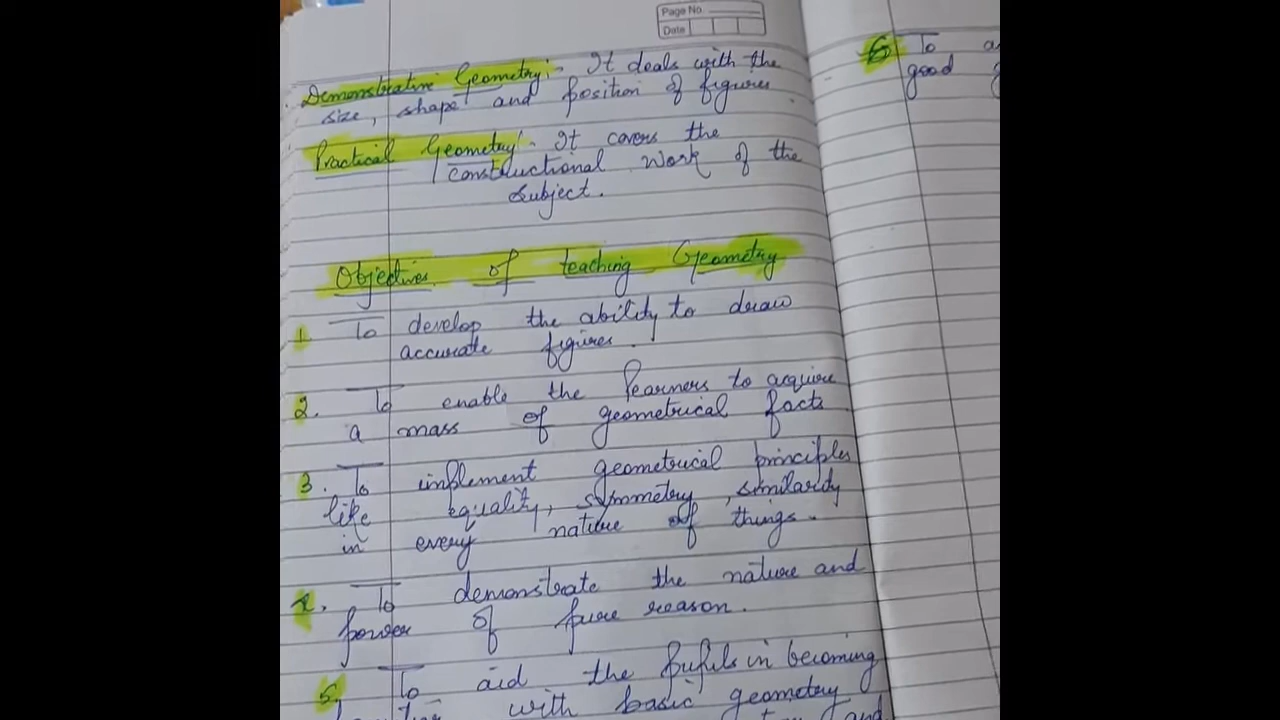 Page No.
Date
Demonstrative Geometry:- It deals with the
size, shape and position of figures
Practical Geometry:- It covers the
constructional work of the
subject.
Objectives of teaching Geometry
1. To develop the ability to draw
accurate figures.
2. To enable the learners to acquire
a mass of geometrical facts
3. To implement geometrical principles
like equality, symmetry, similarity
in every nature of things.
4. To demonstrate the nature and
power of pure reason.
5. To aid the pupils in becoming
with basic geometry
and
6 To
good